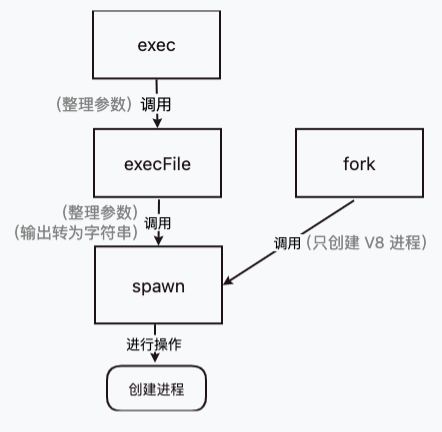 exec
(整理参数) 调用
execFile
fork
(整理参数)
(输出转为字符串)
调用
调用 (只创建 V8 进程)
spawn
进行操作
创建进程